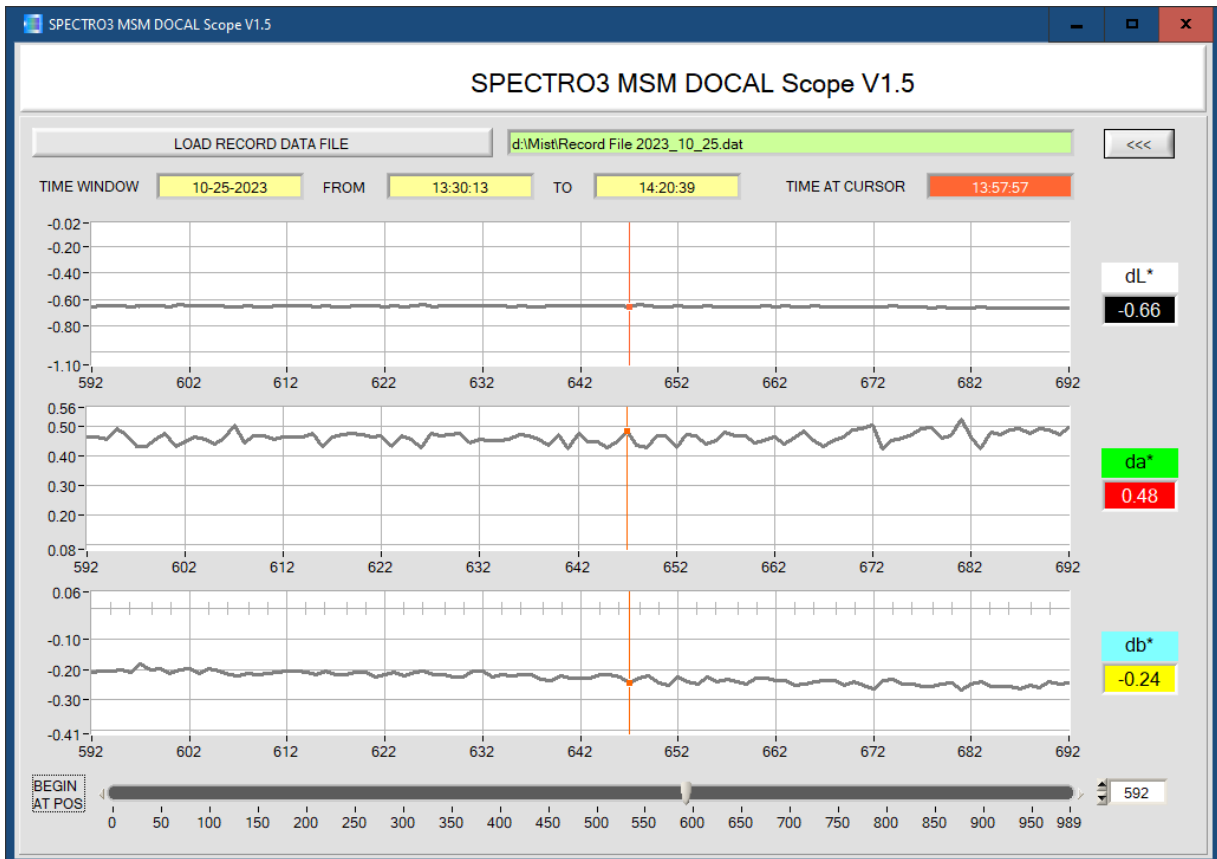 SPECTRO3 MSM DOCAL Scope V1.5
SPECTRO3 MSM DOCAL Scope V1.5
LOAD RECORD DATA FILE d:\Mist\Record File 2023_10_25.dat <<<
TIME WINDOW 10-25-2023 FROM 13:30:13 TO 14:20:39 TIME AT CURSOR 13:57:57
-0.02
-0.20
-0.40
-0.60
-0.80
-1.10
592 602 612 622 632 642 652 662 672 682 692
dL*
-0.66
0.56
0.50
0.40
0.30
0.20
0.08
592 602 612 622 632 642 652 662 672 682 692
da*
0.48
0.06
-0.10
-0.20
-0.30
-0.41
592 602 612 622 632 642 652 662 672 682 692
db*
-0.24
BEGIN
AT POS
592
0 50 100 150 200 250 300 350 400 450 500 550 600 650 700 750 800 850 900 950 989